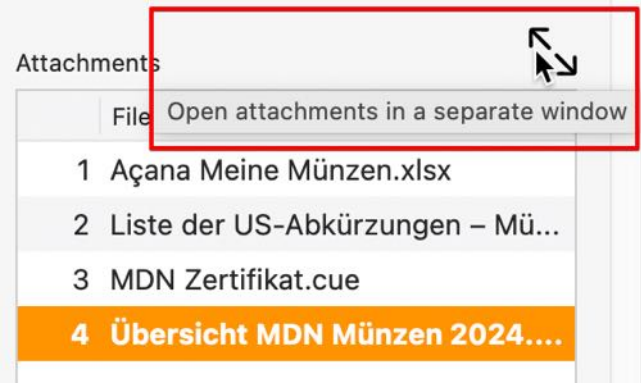 Attachments
File
Open attachments in a separate window
1 Açana Meine Münzen.xlsx
2 Liste der US-Abkürzungen – Mü...
3 MDN Zertifikat.cue
4 Übersicht MDN Münzen 2024....